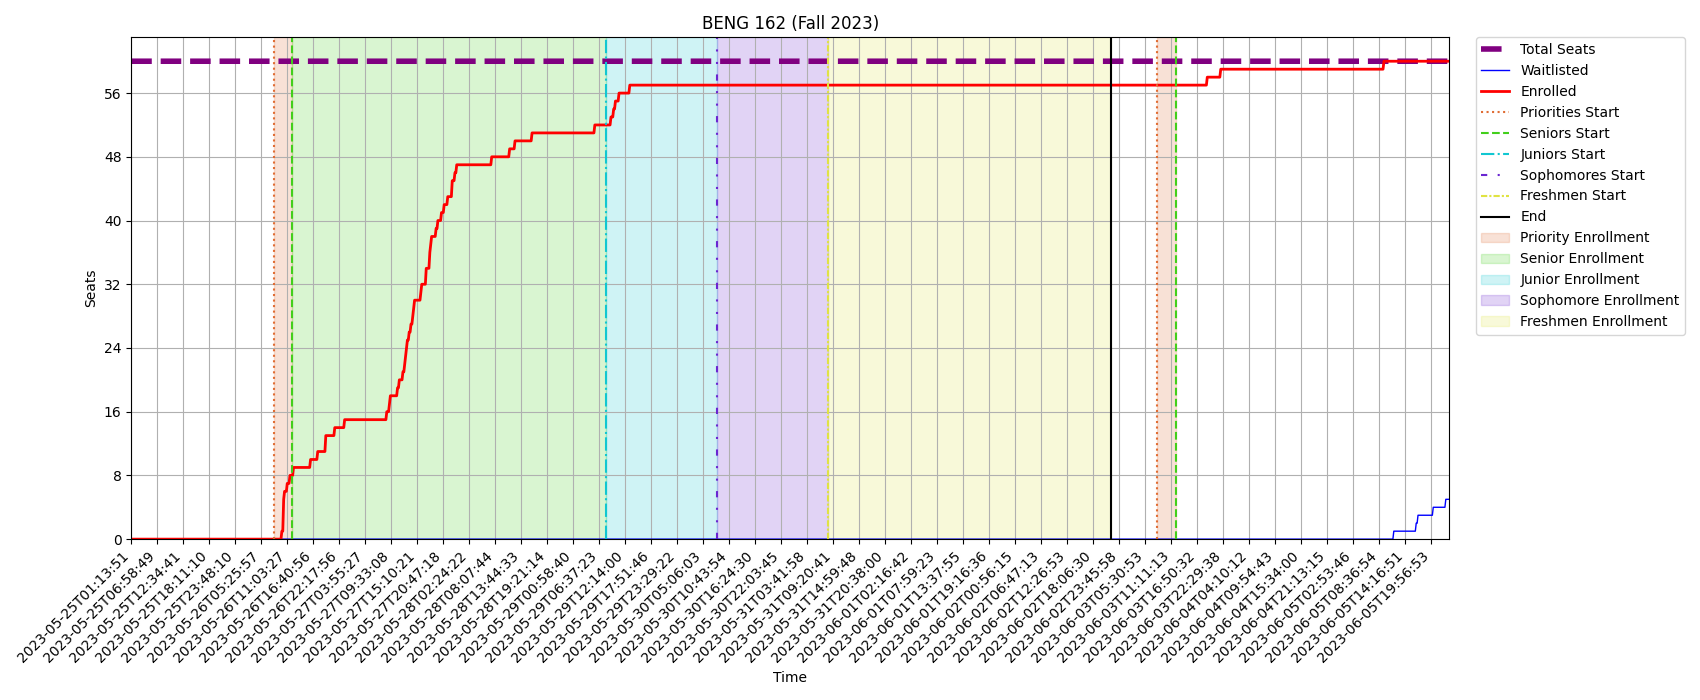 BENG 162 (Fall 2023)
Seats
56
48
40
32
24
16
8
0
2023-05-25T01:13:51
2023-05-25T06:58:49
2023-05-25T12:34:41
2023-05-25T18:11:10
2023-05-25T23:48:10
2023-05-26T05:25:57
2023-05-26T11:03:27
2023-05-26T16:40:56
2023-05-26T22:17:56
2023-05-27T03:55:27
2023-05-27T09:33:08
2023-05-27T15:10:21
2023-05-27T20:47:18
2023-05-28T02:24:22
2023-05-28T08:07:44
2023-05-28T13:44:33
2023-05-28T19:21:14
2023-05-29T00:58:40
2023-05-29T06:37:23
2023-05-29T12:14:00
2023-05-29T17:51:46
2023-05-29T23:29:22
2023-05-30T05:06:03
2023-05-30T10:43:54
2023-05-30T16:24:30
2023-05-30T22:03:45
2023-05-31T03:41:58
2023-05-31T09:20:41
2023-05-31T14:59:48
2023-05-31T20:38:00
2023-06-01T02:16:42
2023-06-01T07:59:23
2023-06-01T13:37:55
2023-06-01T19:16:36
2023-06-02T00:56:15
2023-06-02T06:47:13
2023-06-02T12:26:53
2023-06-02T18:06:30
2023-06-02T23:45:58
2023-06-03T05:30:53
2023-06-03T11:11:13
2023-06-03T16:50:32
2023-06-03T22:29:38
2023-06-04T04:10:12
2023-06-04T09:54:43
2023-06-04T15:34:00
2023-06-04T21:13:15
2023-06-05T02:53:46
2023-06-05T08:36:54
2023-06-05T14:16:51
2023-06-05T19:56:53
Time
Total Seats
Waitlisted
Enrolled
Priorities Start
Seniors Start
Juniors Start
Sophomores Start
Freshmen Start
End
Priority Enrollment
Senior Enrollment
Junior Enrollment
Sophomore Enrollment
Freshmen Enrollment